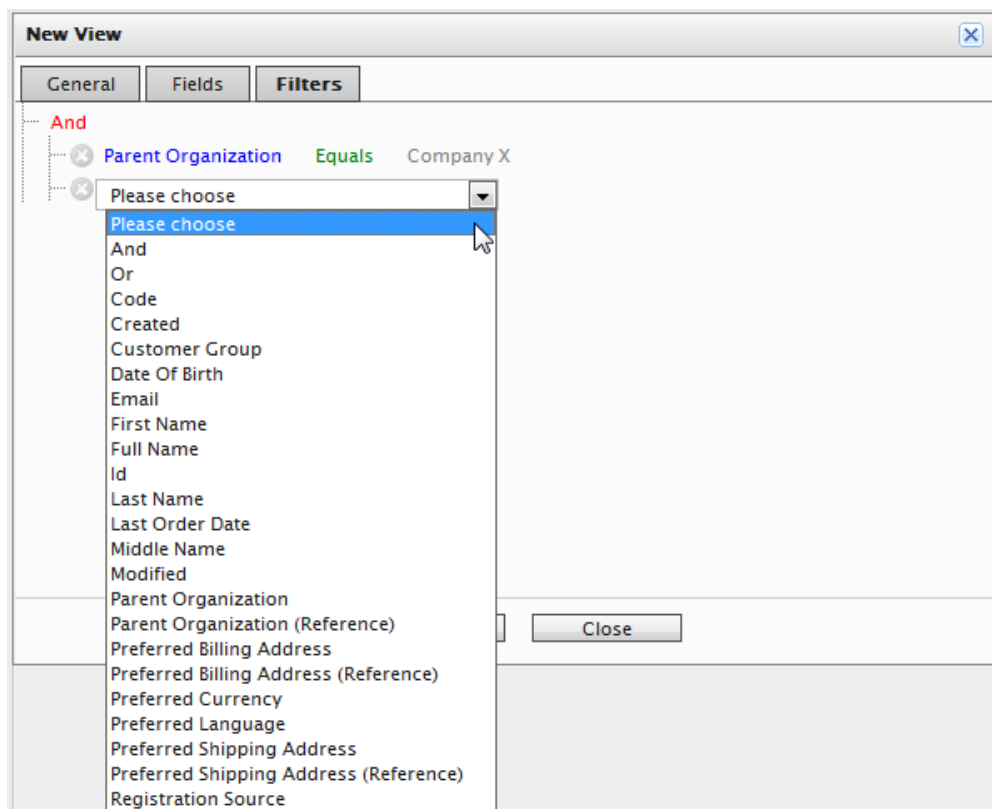 New View
General Fields Filters
And
Parent Organization Equals Company X
Please choose
Please choose
And
Or
Code
Created
Customer Group
Date Of Birth
Email
First Name
Full Name
Id
Last Name
Last Order Date
Middle Name
Modified
Parent Organization
Parent Organization (Reference)
Close
Preferred Billing Address
Preferred Billing Address (Reference)
Preferred Currency
Preferred Language
Preferred Shipping Address
Preferred Shipping Address (Reference)
Registration Source